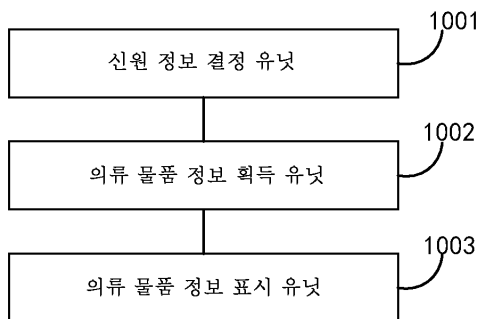 1001
신원 정보 결정 유닛
1002
의류 물품 정보 획득 유닛
1003
의류 물품 정보 표시 유닛